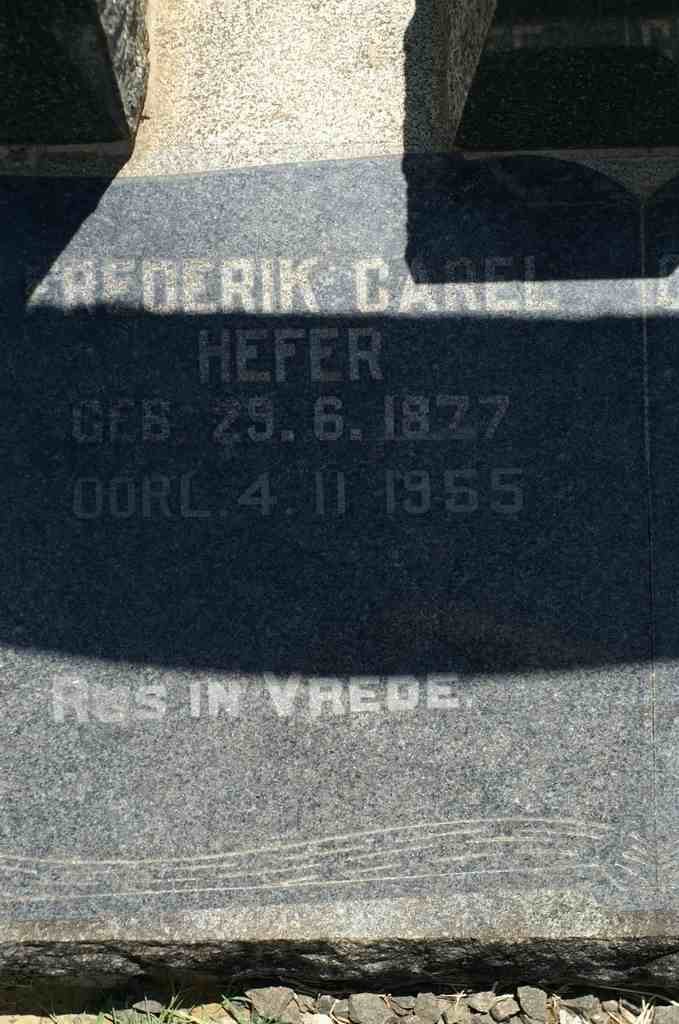 FREDERIK CAREL
HEFER
GEB. 29. 6. 1877
OORL. 4. 11 1955
RUS IN VREDE.